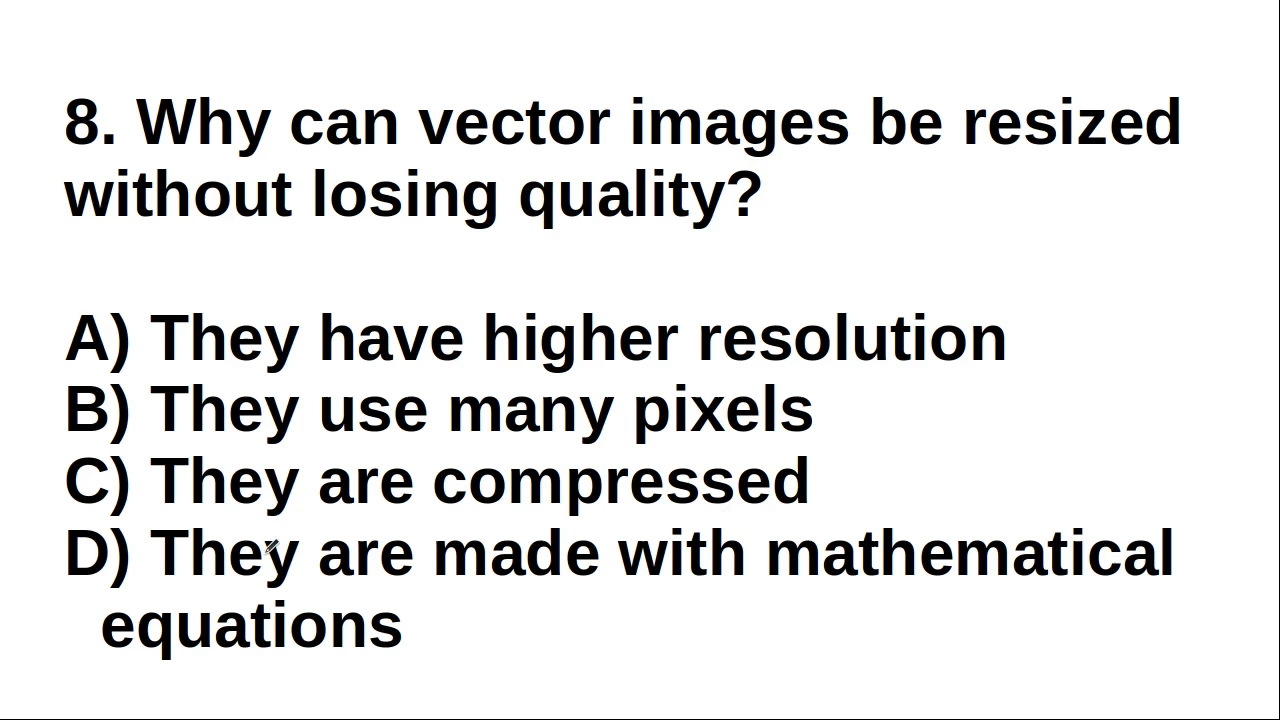 8. Why can vector images be resized
without losing quality?
A) They have higher resolution
B) They use many pixels
C) They are compressed
D) They are made with mathematical
equations